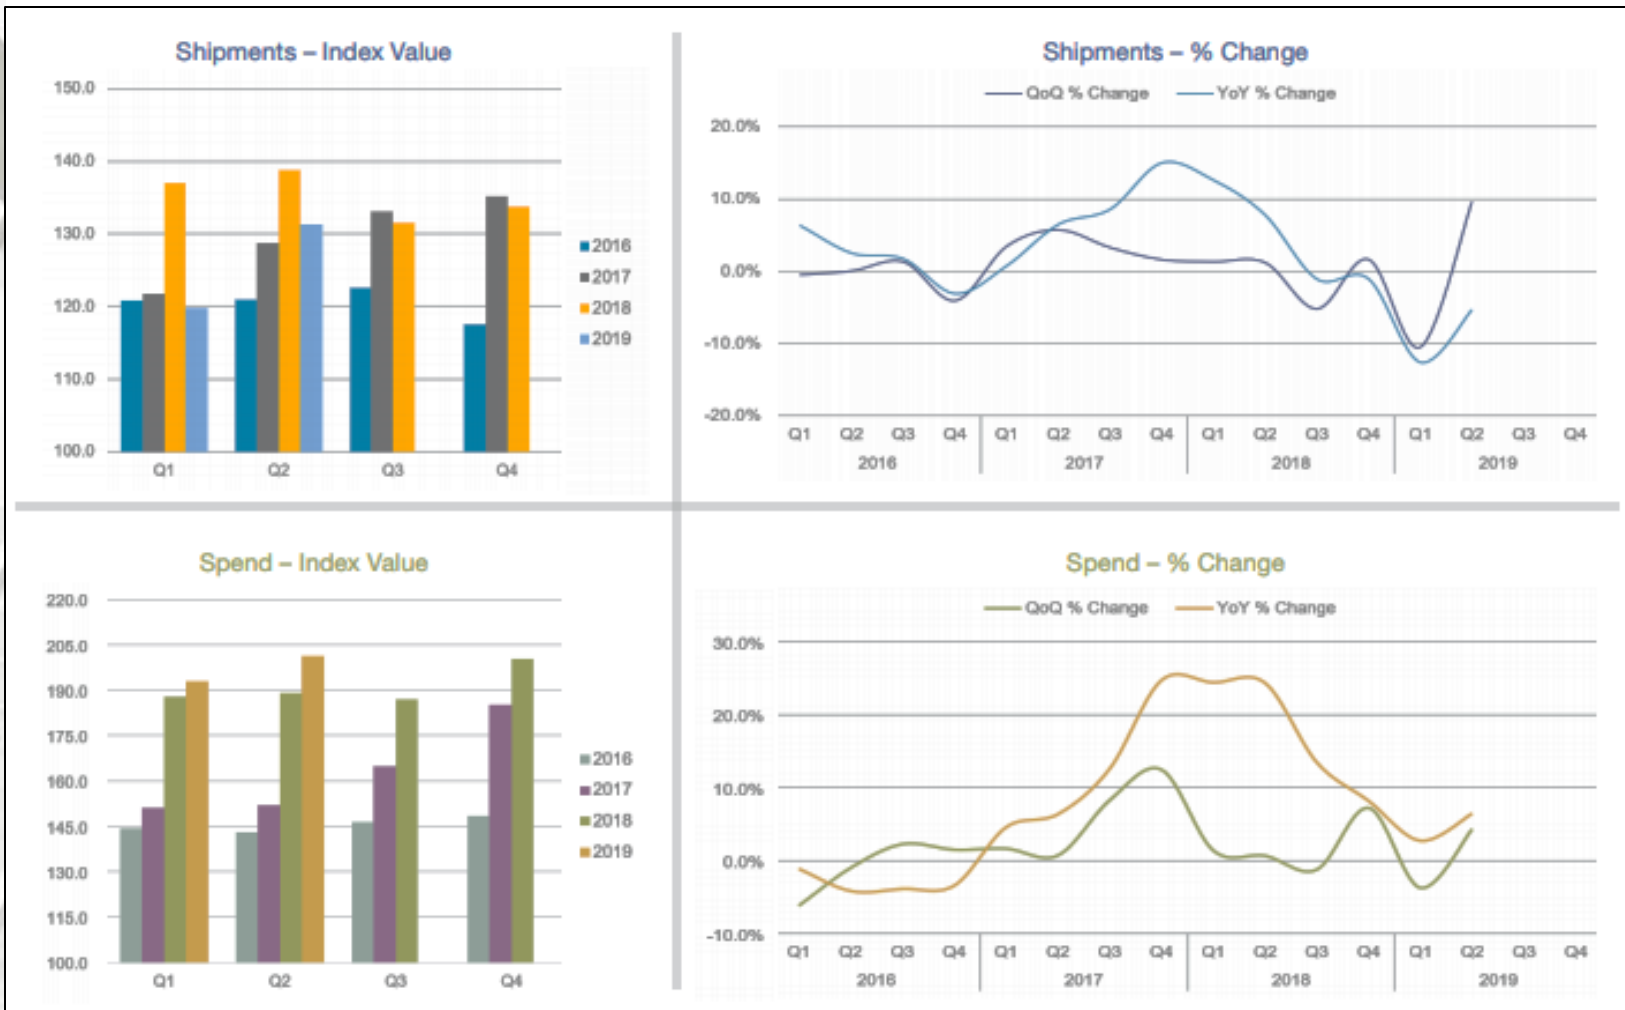 Shipments – Index Value
150.0
140.0
130.0
120.0
110.0
100.0
Q1 Q2 Q3 Q4
2016
2017
2018
2019
Shipments – % Change
QoQ % Change YoY % Change
20.0%
10.0%
0.0%
-10.0%
-20.0%
Q1 Q2 Q3 Q4 Q1 Q2 Q3 Q4 Q1 Q2 Q3 Q4 Q1 Q2 Q3 Q4
2016 2017 2018 2019
Spend – Index Value
220.0
205.0
190.0
175.0
160.0
145.0
130.0
115.0
100.0
Q1 Q2 Q3 Q4
2016
2017
2018
2019
Spend – % Change
QoQ % Change YoY % Change
30.0%
20.0%
10.0%
0.0%
-10.0%
Q1 Q2 Q3 Q4 Q1 Q2 Q3 Q4 Q1 Q2 Q3 Q4 Q1 Q2 Q3 Q4
2016 2017 2018 2019